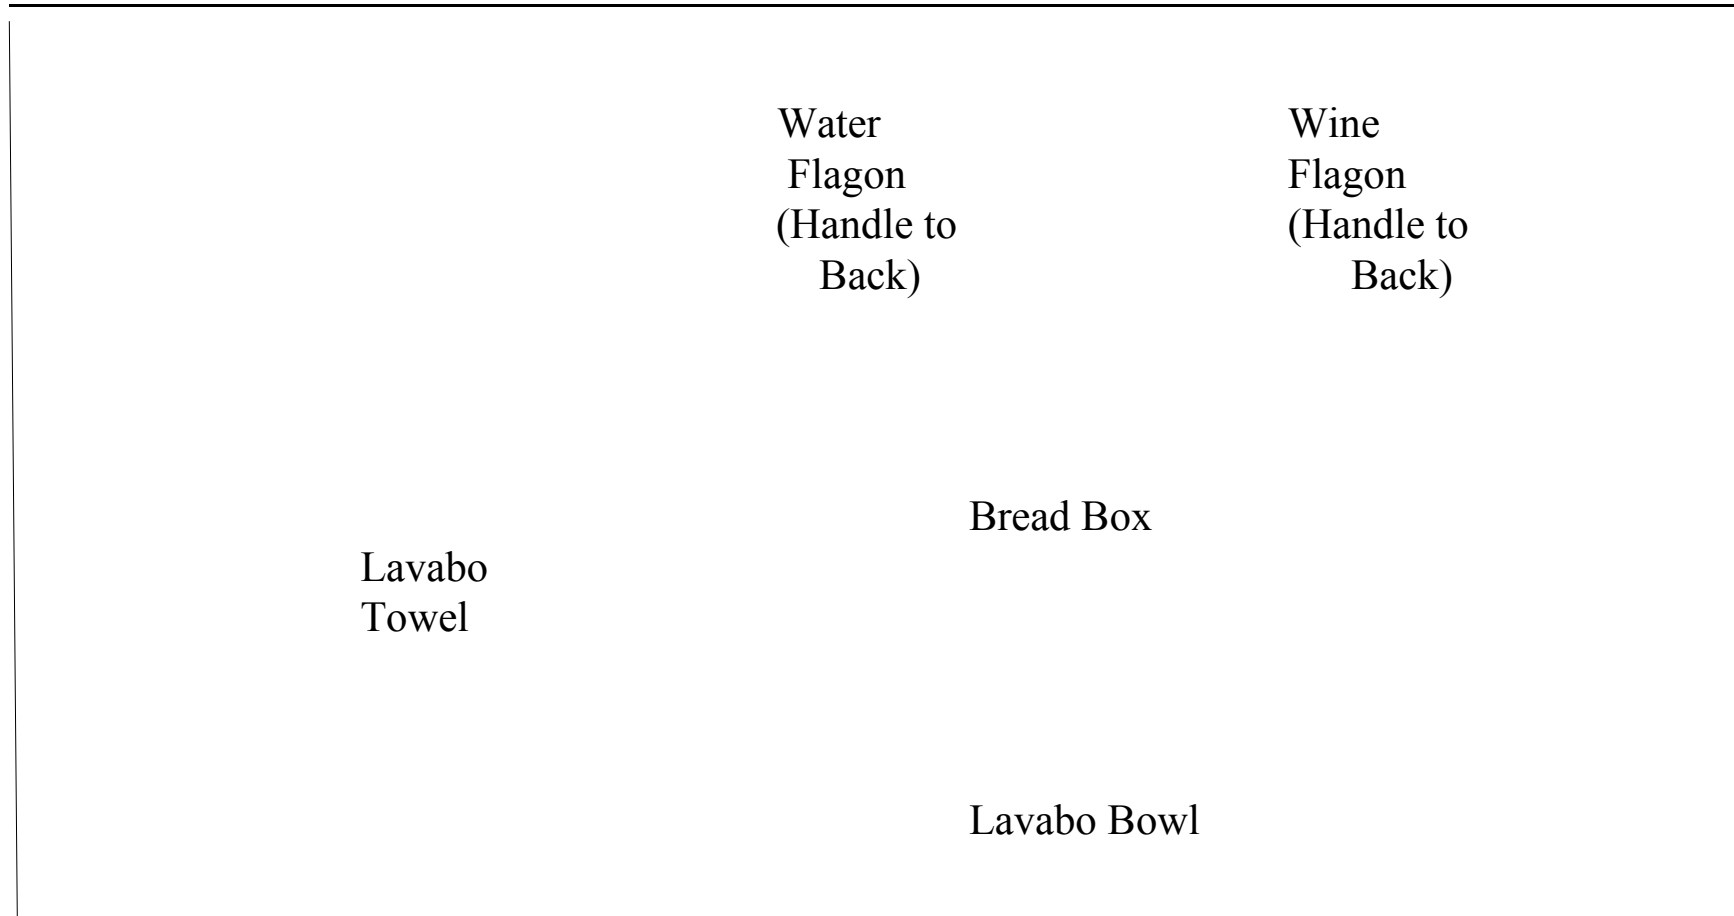 Water
Flagon
(Handle to
Back)
Wine
Flagon
(Handle to
Back)
Bread Box
Lavabo
Towel
Lavabo Bowl